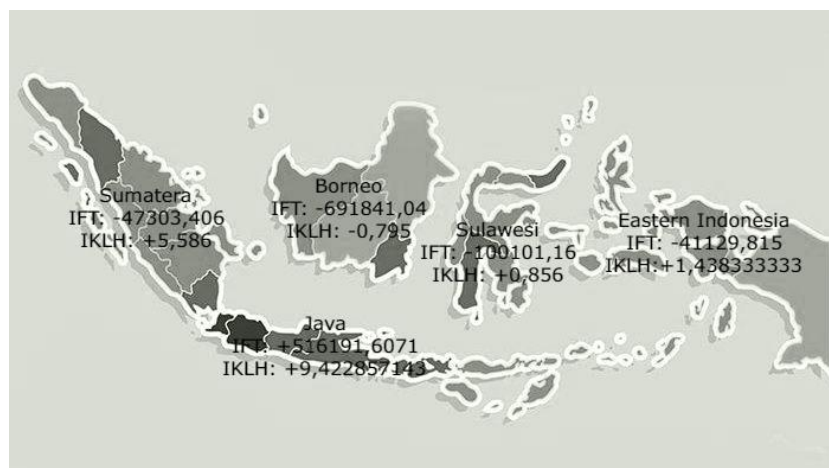 Sumatera
IFT: -47303,406
IKLH: +5,586
Borneo
IFT: -691841,04
IKLH: -0,795
Sulawesi
IFT: -100101,16
IKLH: +0,856
Eastern Indonesia
IFT: -41129,815
IKLH:+1,438333333
Java
IFT: +516191,6071
IKLH: +9,422857143